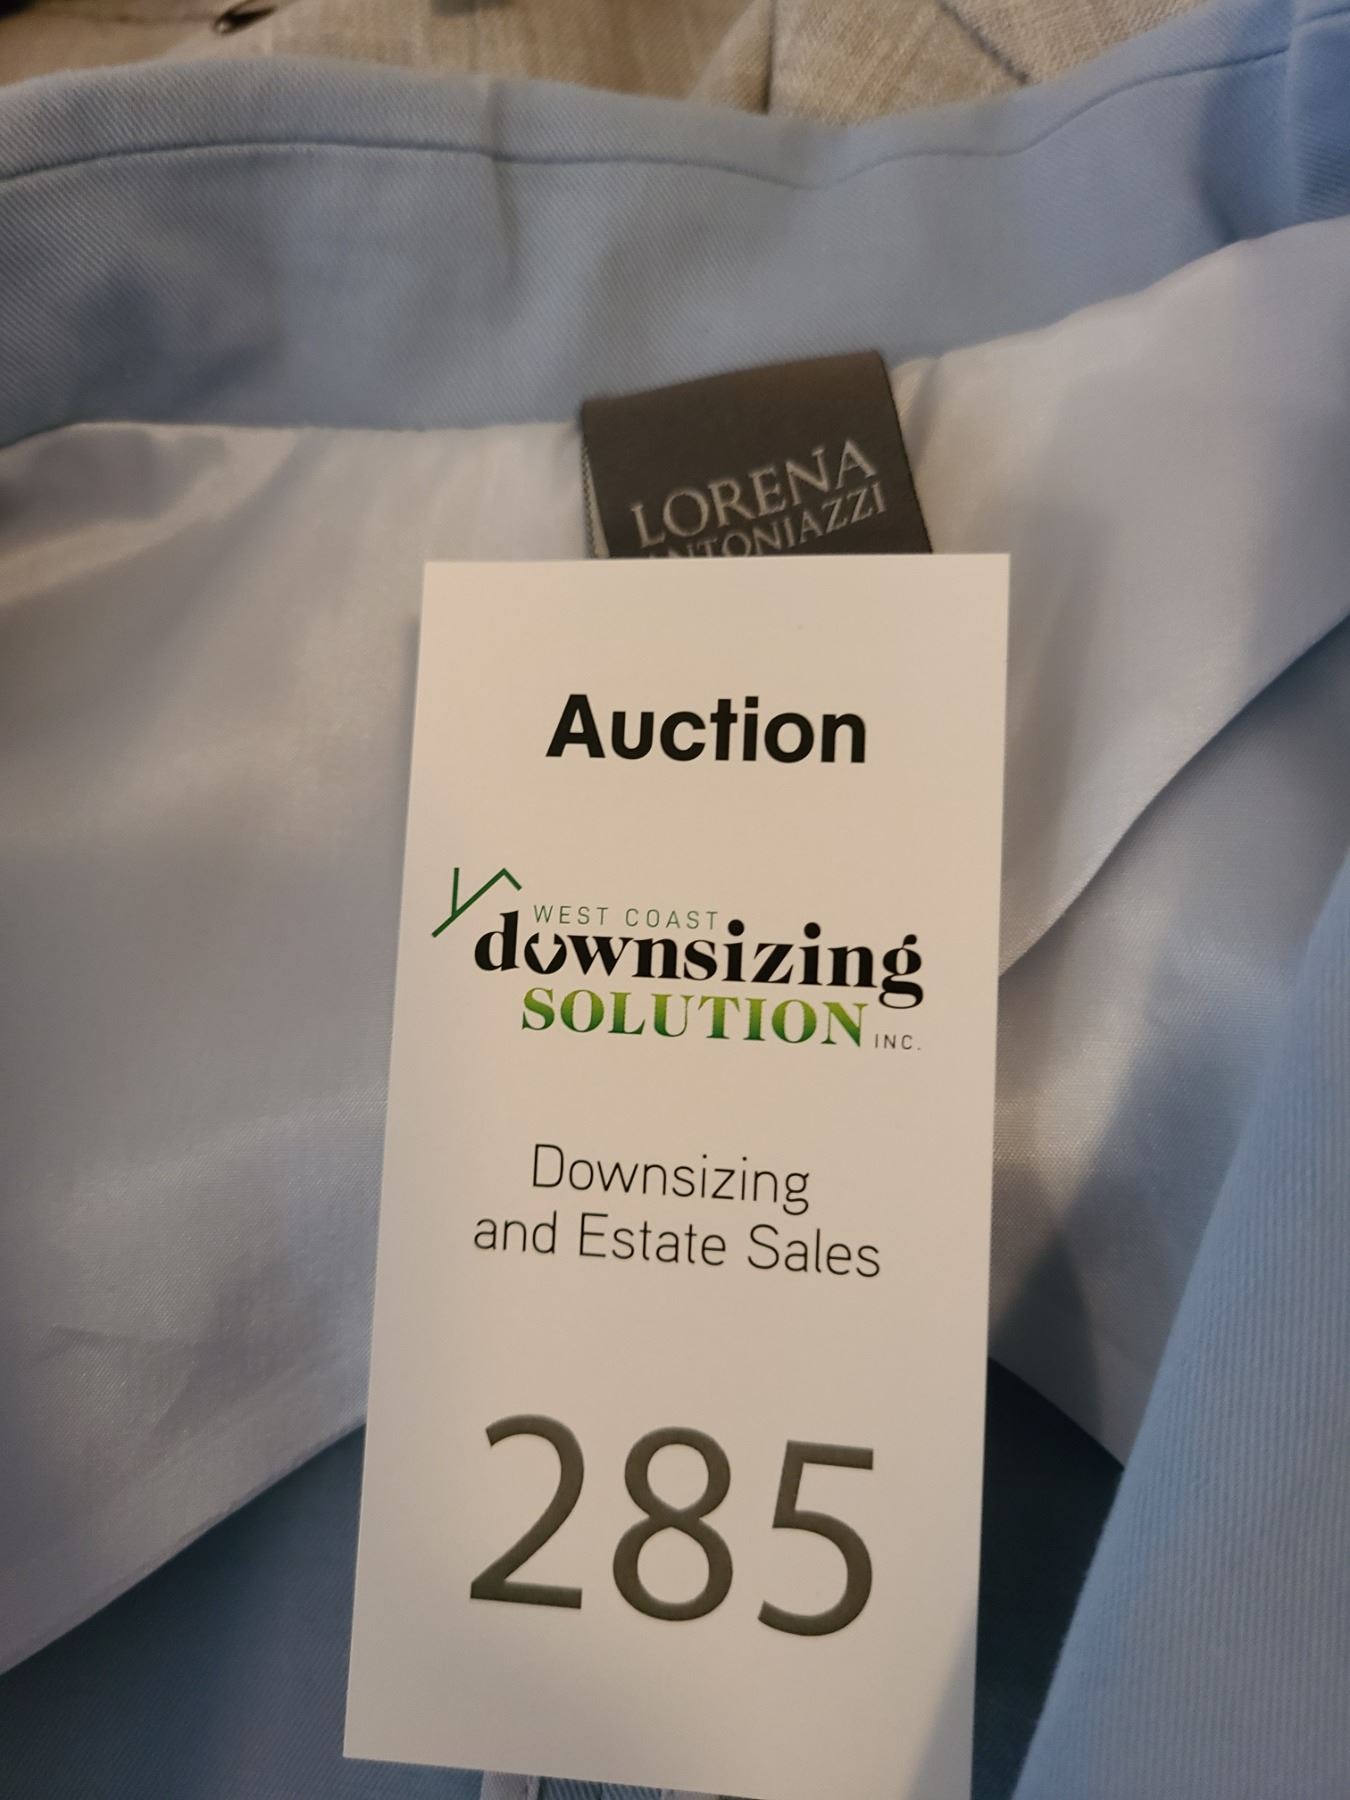 LORENA
ANTONIAZZI
Auction
WEST COAST
downsizing
SOLUTION INC.
Downsizing
and Estate Sales
285